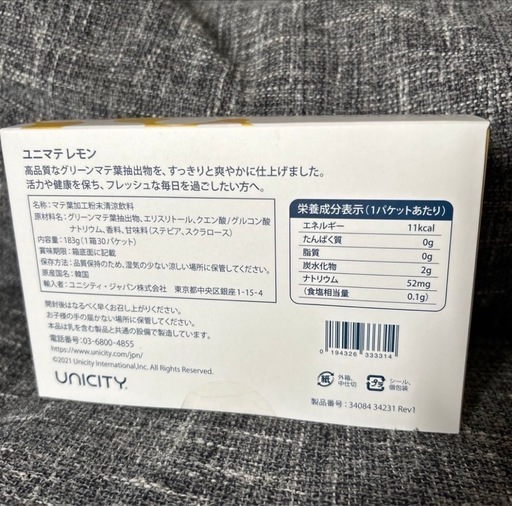 ユニマテ レモン
高品質なグリーンマテ葉抽出物を、すっきりと爽やかに仕上げました。
活力や健康を保ち、フレッシュな毎日を過ごしたい方へ。
名称：マテ葉加工粉末清涼飲料
原材料名：グリーンマテ葉抽出物、エリスリトール、クエン酸/グルコン酸
ナトリウム、香料、甘味料（ステビア、スクラロース）
内容量：183g（1箱30パケット）
賞味期限：箱底面に記載
保存方法：品質保持のため、湿気の少ない涼しい場所に保管してください。
原産国名：韓国
輸入者：ユニシティ・ジャパン株式会社 東京都中央区銀座1-15-4
開封後はなるべく早くお召し上がりください。
お子様の手の届かない場所に保管してください。
本品は乳を含む製品と共通の設備で製造しています。
電話番号：03-6800-4855
https://www.unicity.com/jpn/
©2021 Unicity International,Inc. All Rights Reserved.
UNICITY
栄養成分表示（1パケットあたり）
エネルギー 11kcal
たんぱく質 0g
脂質 0g
炭水化物 2g
ナトリウム 52mg
（食塩相当量 0.1g）
0 194326 333314
紙 外箱、中仕切
プラ シール、個包装
製品番号：34084 34231 Rev1